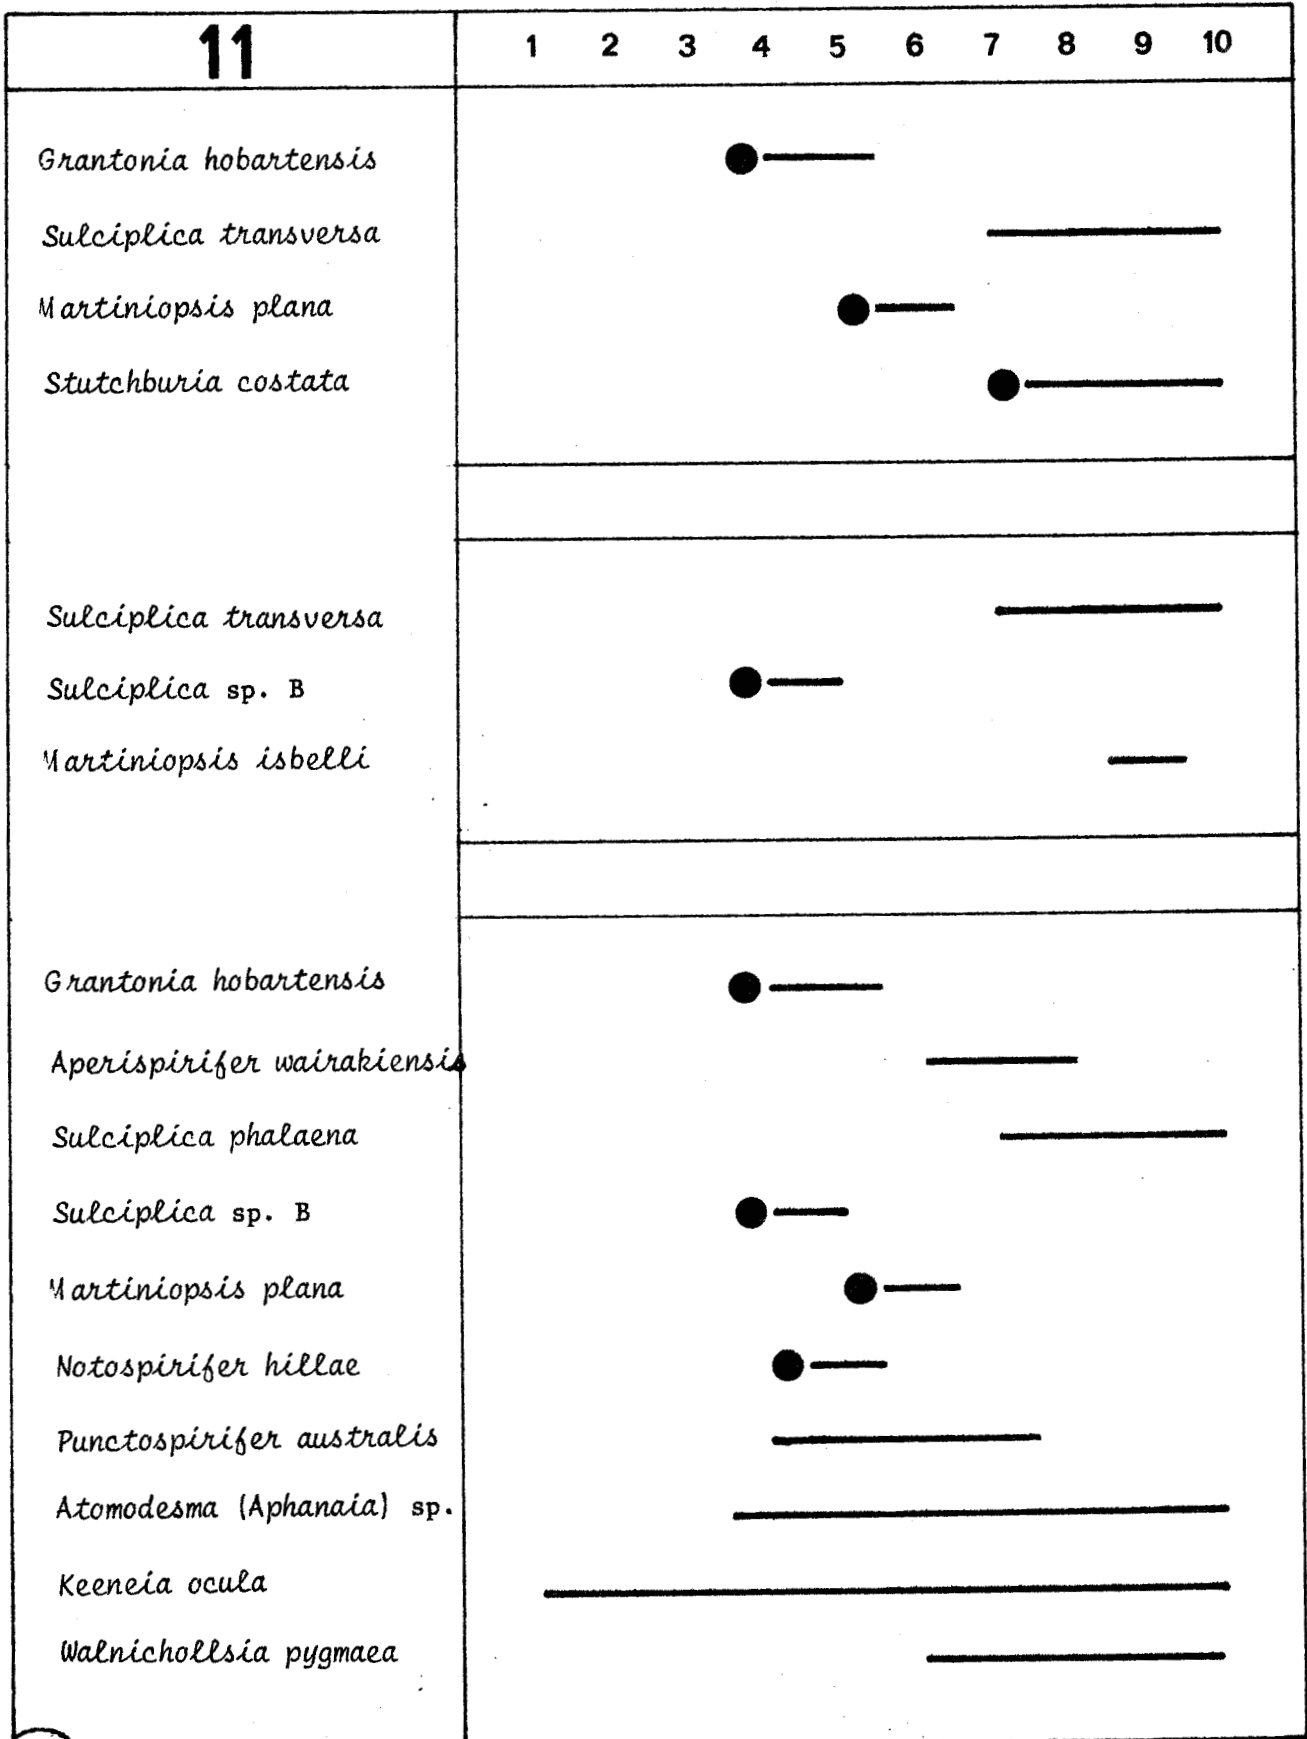 11 1 2 3 4 5 6 7 8 9 10
Grantonia hobartensis
Sulciplica transversa
Martiniopsis plana
Stutchburia costata
Sulciplica transversa
Sulciplica sp. B
Martiniopsis isbelli
Grantonia hobartensis
Aperispirifer wairakiensis
Sulciplica phalaena
Sulciplica sp. B
Martiniopsis plana
Notospirifer hillae
Punctospirifer australis
Atomodesma (Aphanaia) sp.
Keeneia ocula
Walnichollsia pygmaea